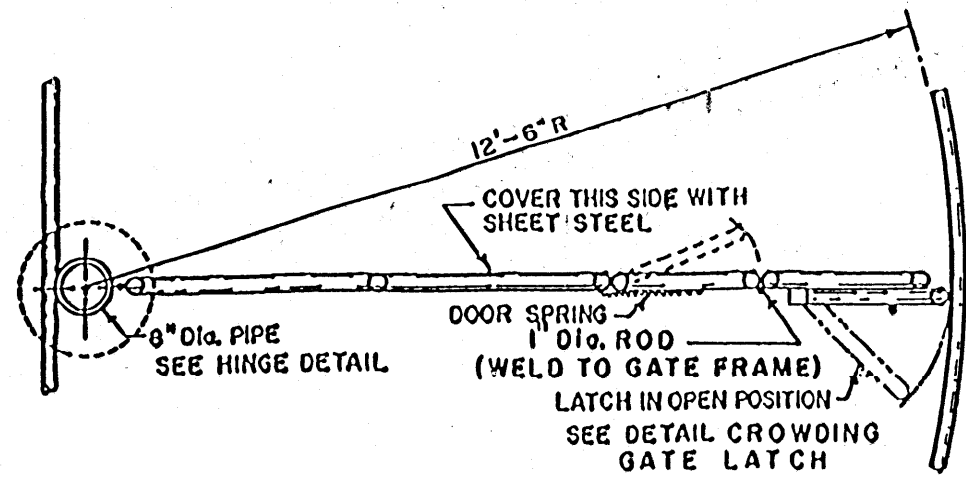 12'-6" R
COVER THIS SIDE WITH
SHEET STEEL
DOOR SPRING
1" Dia. ROD
(WELD TO GATE FRAME)
8" Dia. PIPE
SEE HINGE DETAIL
LATCH IN OPEN POSITION
SEE DETAIL CROWDING
GATE LATCH